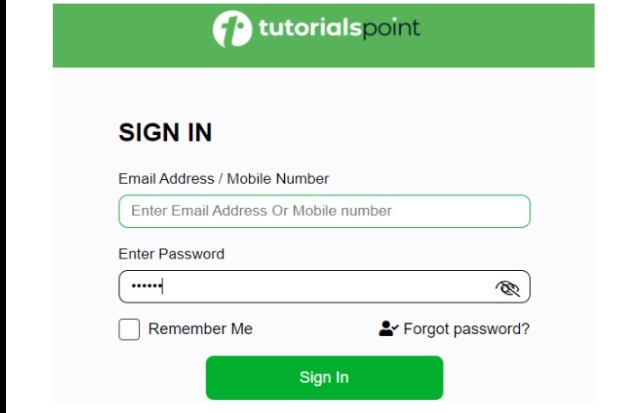 tutorialspoint
SIGN IN
Email Address / Mobile Number
Enter Email Address Or Mobile number
Enter Password
••••••
Remember Me
Forgot password?
Sign In